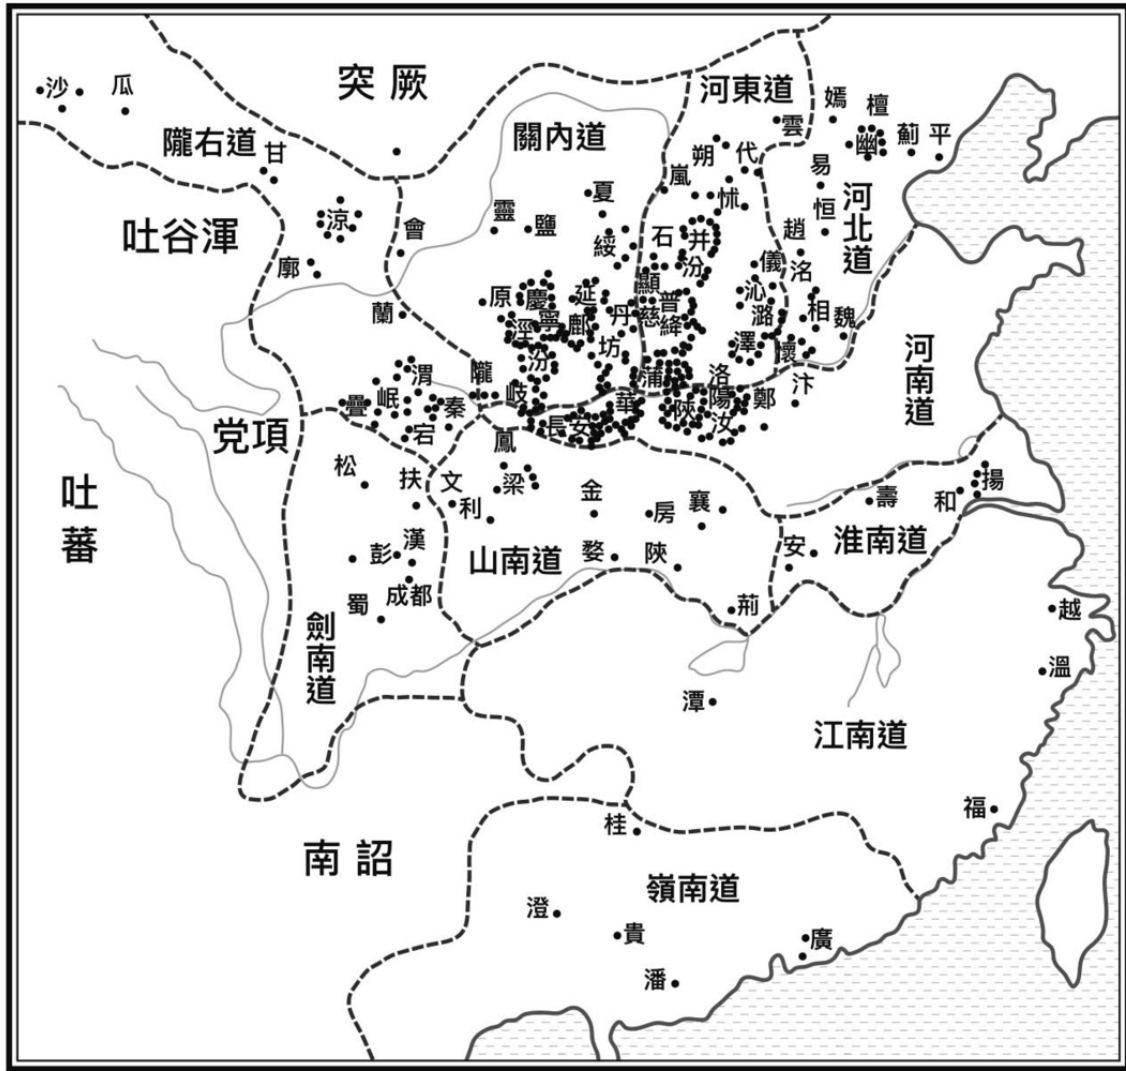 突厥
河東道
嬀
檀
沙
瓜
關內道
雲
薊
平
幽
隴右道
甘
朔
代
易
嵐
夏
恒
河北道
吐谷渾
涼
會
靈
鹽
綏
石
并
汾
趙
儀
洺
廓
蘭
原
慶
延
顯
普
沁
相
魏
涇
寧
鄜
丹
慈
絳
潞
坊
澤
懷
河南道
汾
渭
隴
蒲
洛陽
汴
疊
岷
秦
岐
華
陝
鄭
党項
宕
長安
汝
鳳
松
扶
文
利
梁
金
房
襄
壽
和
揚
吐蕃
彭
漢
山南道
婺
陝
安
淮南道
蜀
成都
荊
越
劍南道
溫
潭
江南道
福
桂
南詔
嶺南道
澄
貴
廣
潘